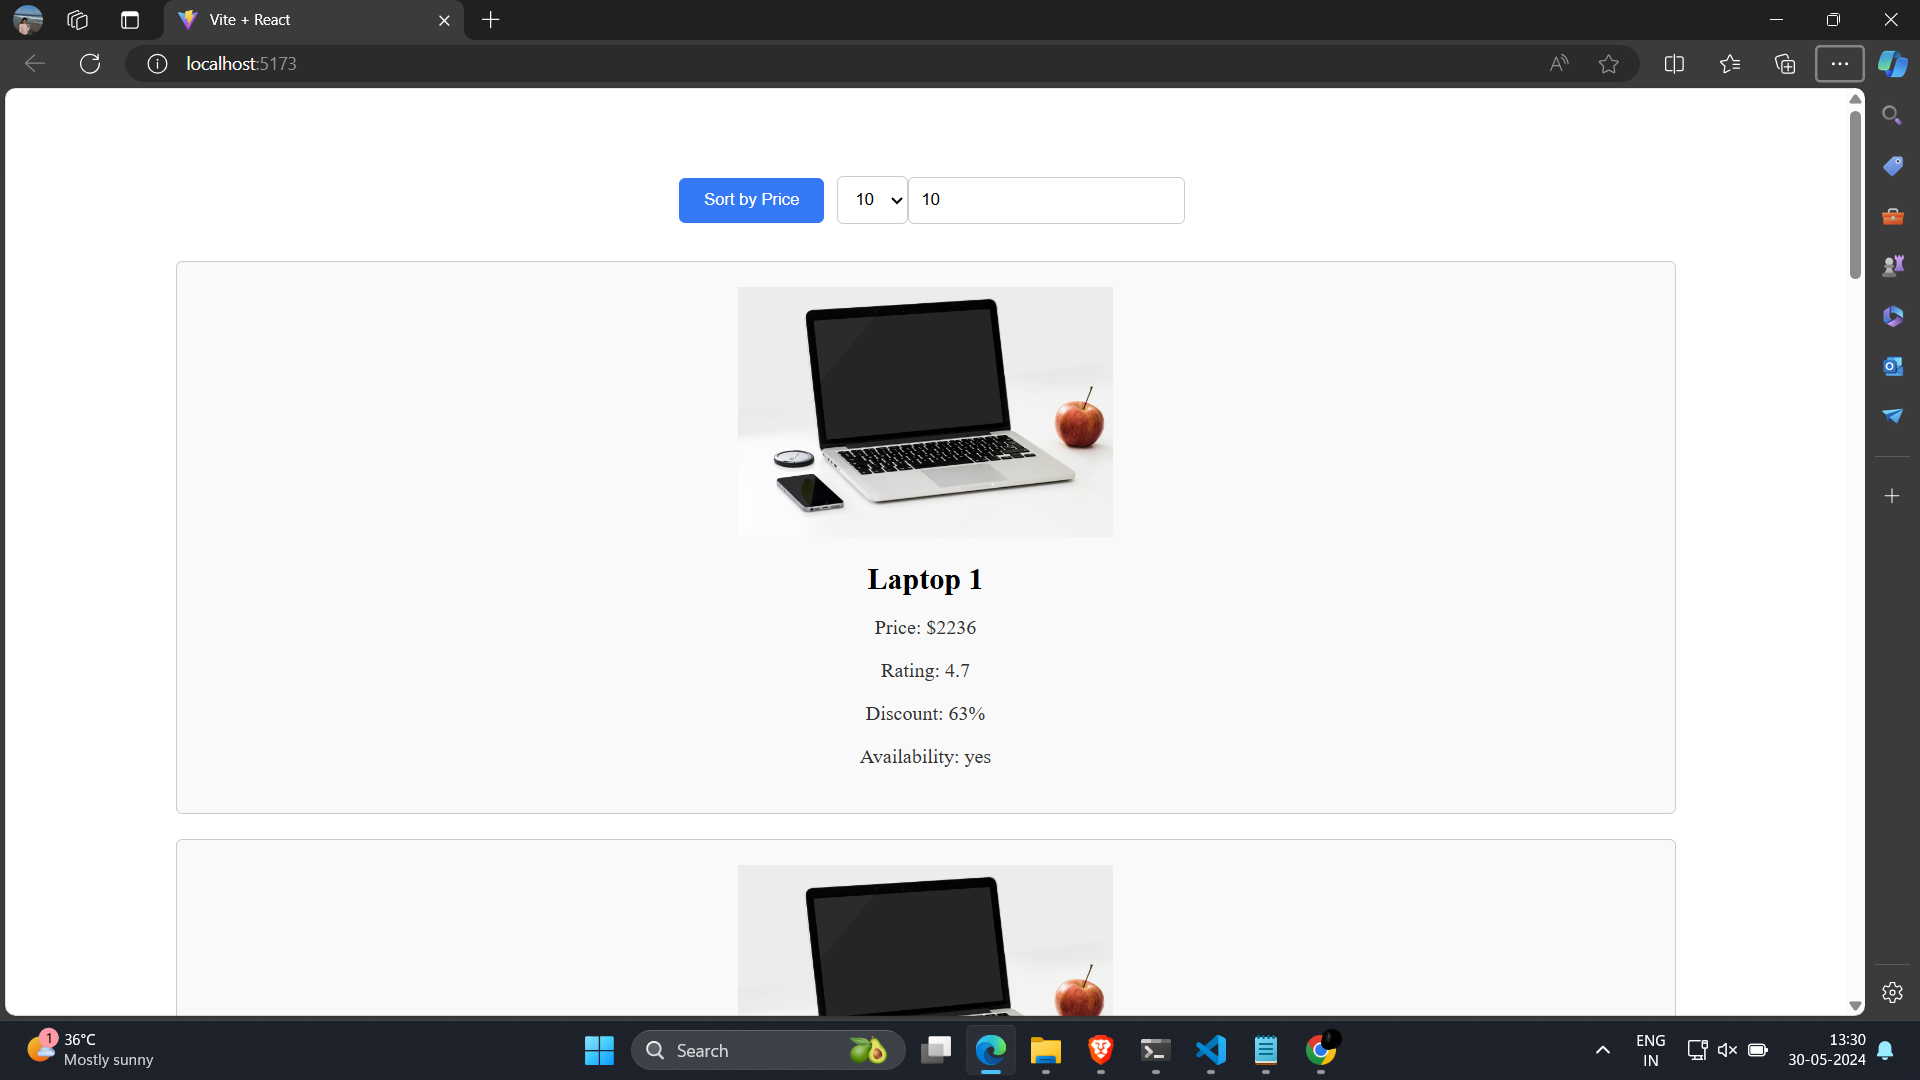 Vite + React
localhost:5173
Sort by Price
10
10
Laptop 1
Price: $2236
Rating: 4.7
Discount: 63%
Availability: yes
1
36°C
Mostly sunny
Search
ENG
IN
13:30
30-05-2024